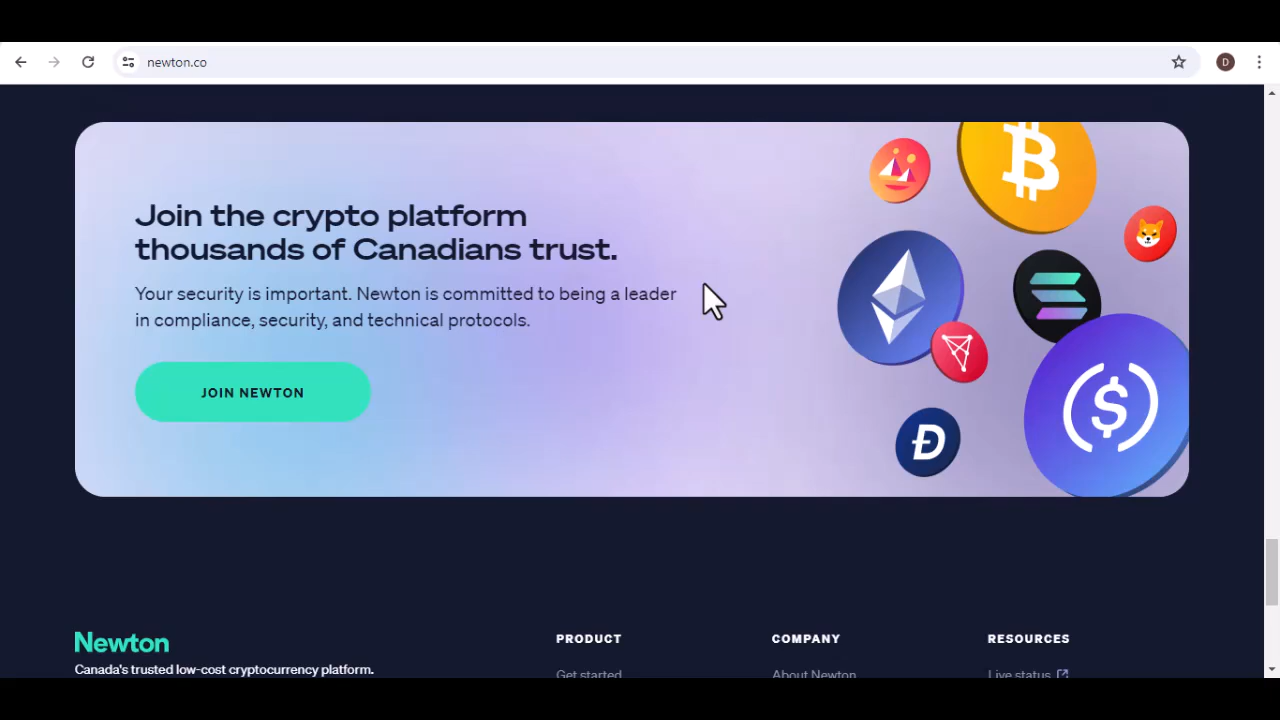 newton.co
D
Join the crypto platform
thousands of Canadians trust.
Your security is important. Newton is committed to being a leader
in compliance, security, and technical protocols.
JOIN NEWTON
Newton
Canada's trusted low-cost cryptocurrency platform.
PRODUCT
Get started
COMPANY
About Newton
RESOURCES
Live status